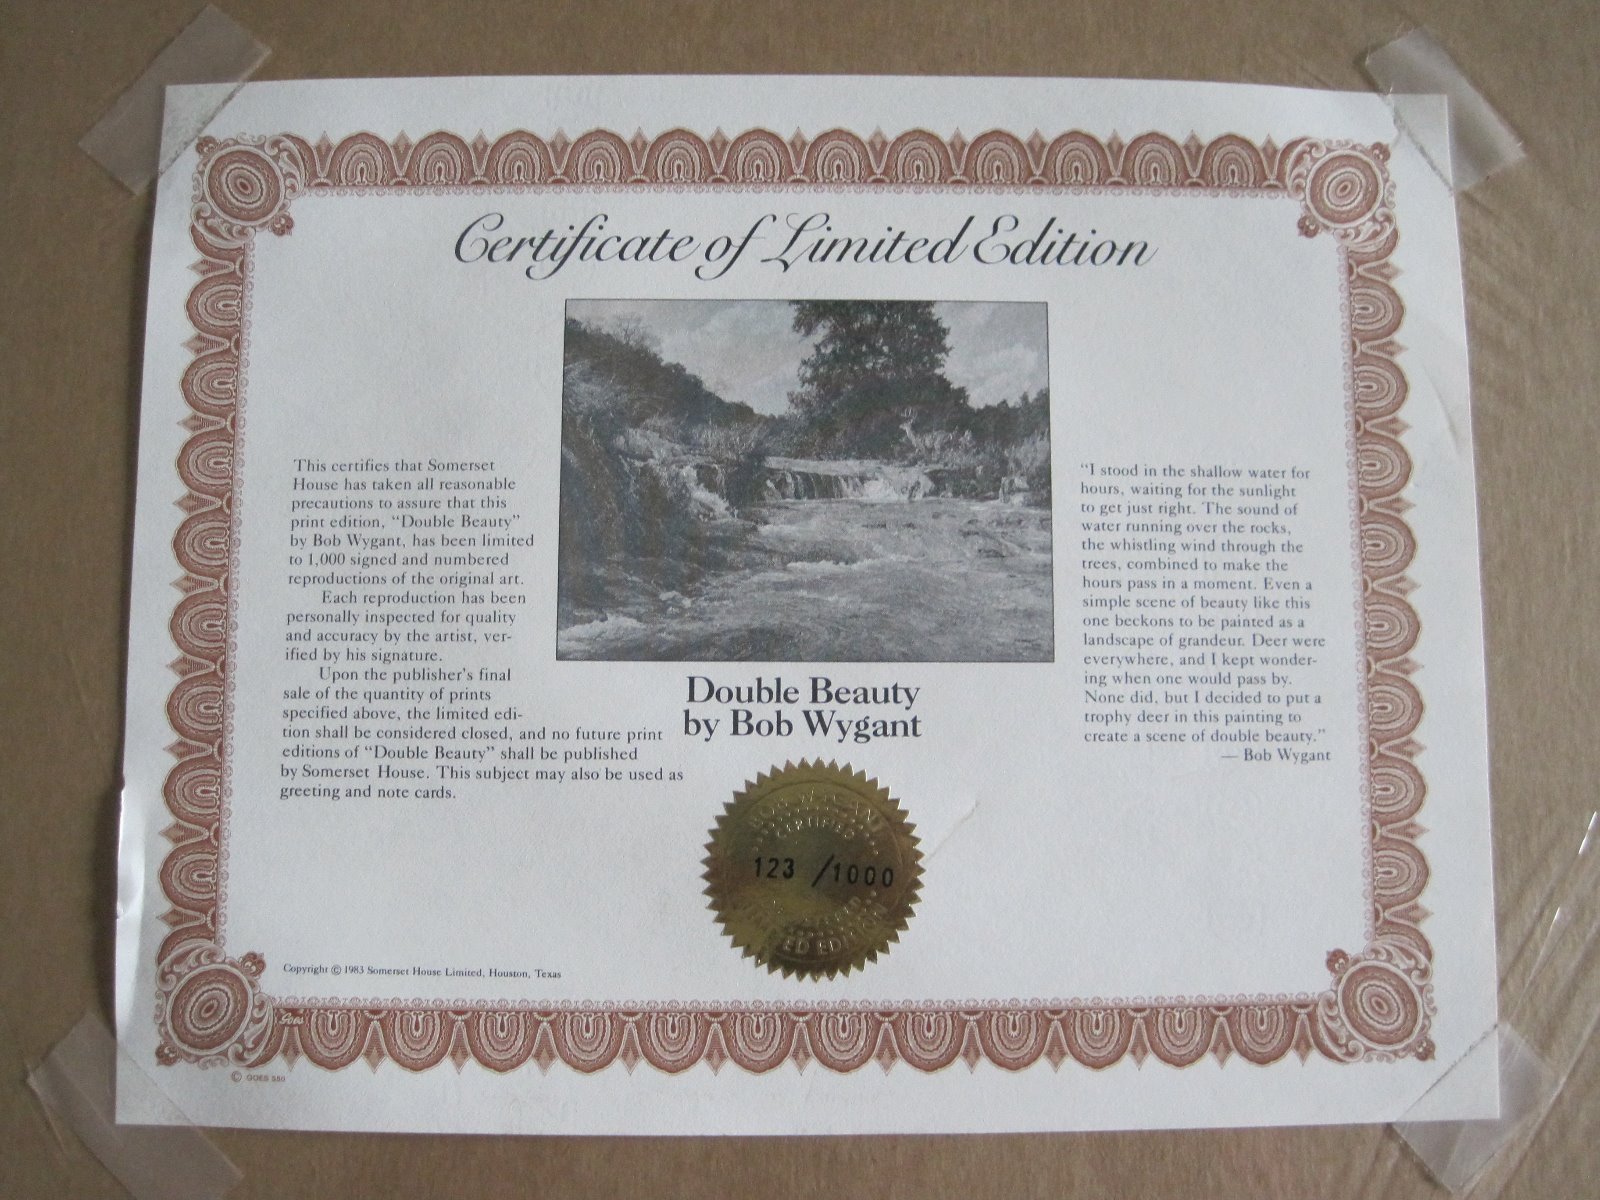 Certificate of Limited Edition
This certifies that Somerset
House has taken all reasonable
precautions to assure that this
print edition, “Double Beauty”
by Bob Wygant, has been limited
to 1,000 signed and numbered
reproductions of the original art.
Each reproduction has been
personally inspected for quality
and accuracy by the artist, ver-
ified by his signature.
Upon the publisher's final
sale of the quantity of prints
specified above, the limited edi-
tion shall be considered closed, and no future print
editions of “Double Beauty” shall be published
by Somerset House. This subject may also be used as
greeting and note cards.
Double Beauty
by Bob Wygant
“I stood in the shallow water for
hours, waiting for the sunlight
to get just right. The sound of
water running over the rocks,
the whistling wind through the
trees, combined to make the
hours pass in a moment. Even a
simple scene of beauty like this
one beckons to be painted as a
landscape of grandeur. Deer were
everywhere, and I kept wonder-
ing when one would pass by.
None did, but I decided to put a
trophy deer in this painting to
create a scene of double beauty.”
— Bob Wygant
CERTIFIED
123 /1000
EDITION
Copyright © 1983 Somerset House Limited, Houston, Texas
Goes
© GOES 550